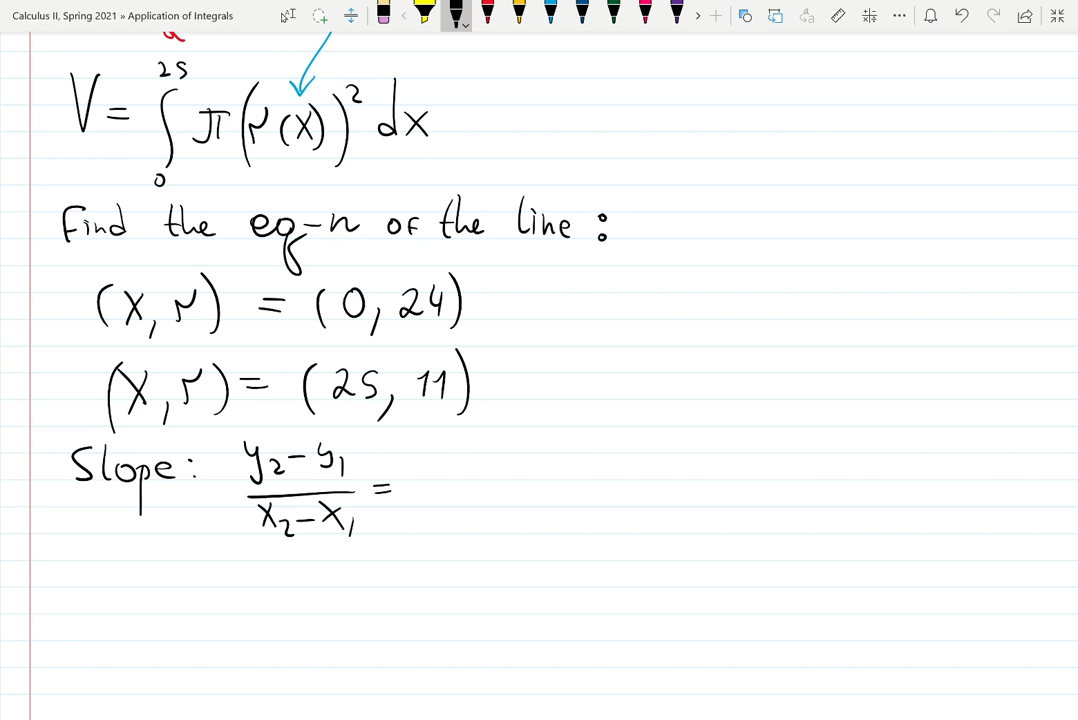 Calculus II, Spring 2021 » Application of Integrals
a
V = ∫₀²⁵ π(r(x))² dx
Find the eq-n of the line :
(x, r) = (0, 24)
(x, r) = (25, 11)
Slope: y₂-y₁ / x₂-x₁ =